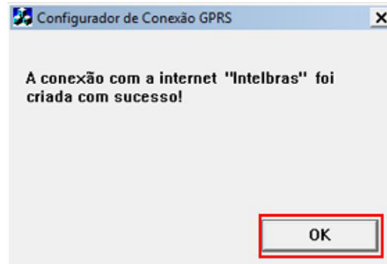 Configurador de Conexão GPRS
A conexão com a internet "Intelbras" foi
criada com sucesso!
OK